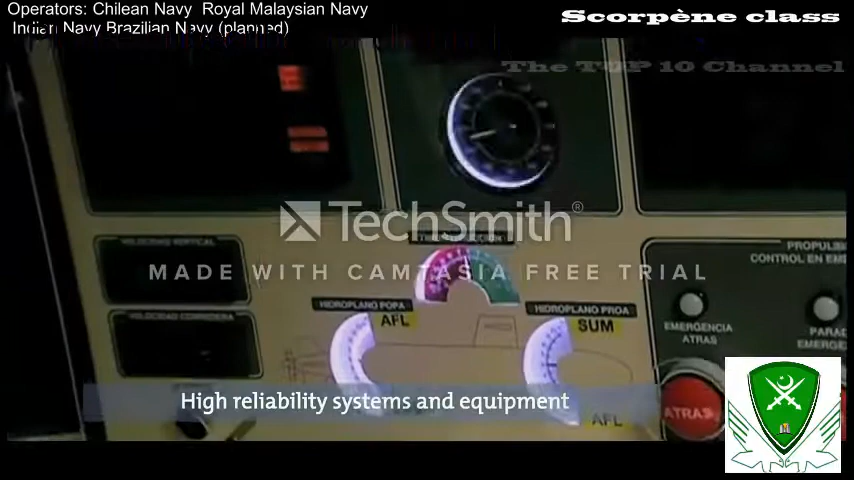 Operators: Chilean Navy Royal Malaysian Navy
Indian Navy Brazilian Navy (planned)
Scorpène class
The TOP 10 Channel
TechSmith®
MADE WITH CAMTASIA FREE TRIAL
VELOCIDAD VERTICAL
VELOCIDAD CORREDERA
HIDROPLANO POPA
AFL
HIDROPLANO PROA
SUM
AFL
PROPULSI
CONTROL EN EME
EMERGENCIA
ATRAS
PARAD
EMERGE
ATRAS
High reliability systems and equipment